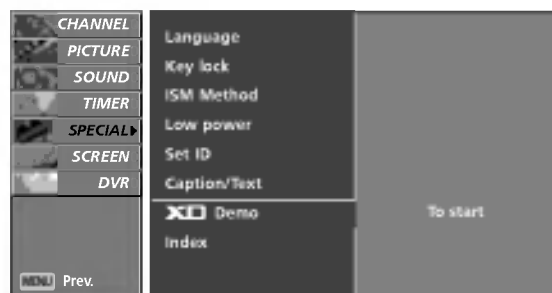 CHANNEL
PICTURE
SOUND
TIMER
SPECIAL
SCREEN
DVR
MENU Prev.
Language
Key lock
ISM Method
Low power
Set ID
Caption/Text
XD Demo
To start
Index